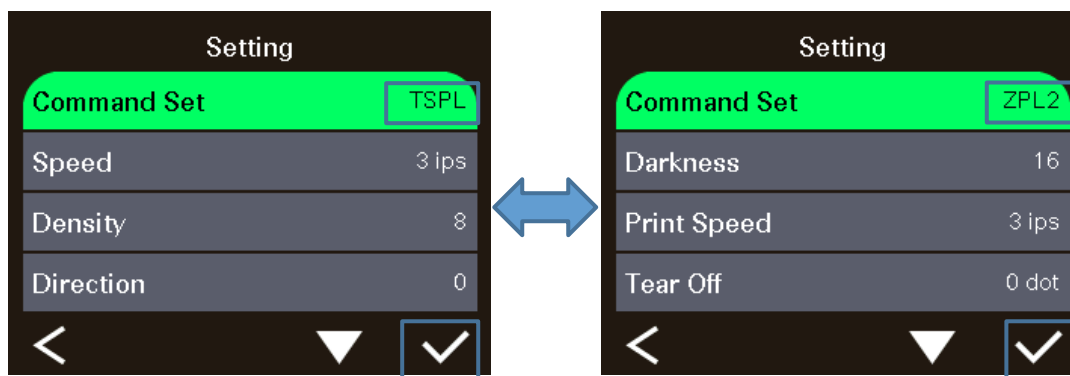 Setting
Command Set TSPL
Speed 3 ips
Density 8
Direction 0
Setting
Command Set ZPL2
Darkness 16
Print Speed 3 ips
Tear Off 0 dot